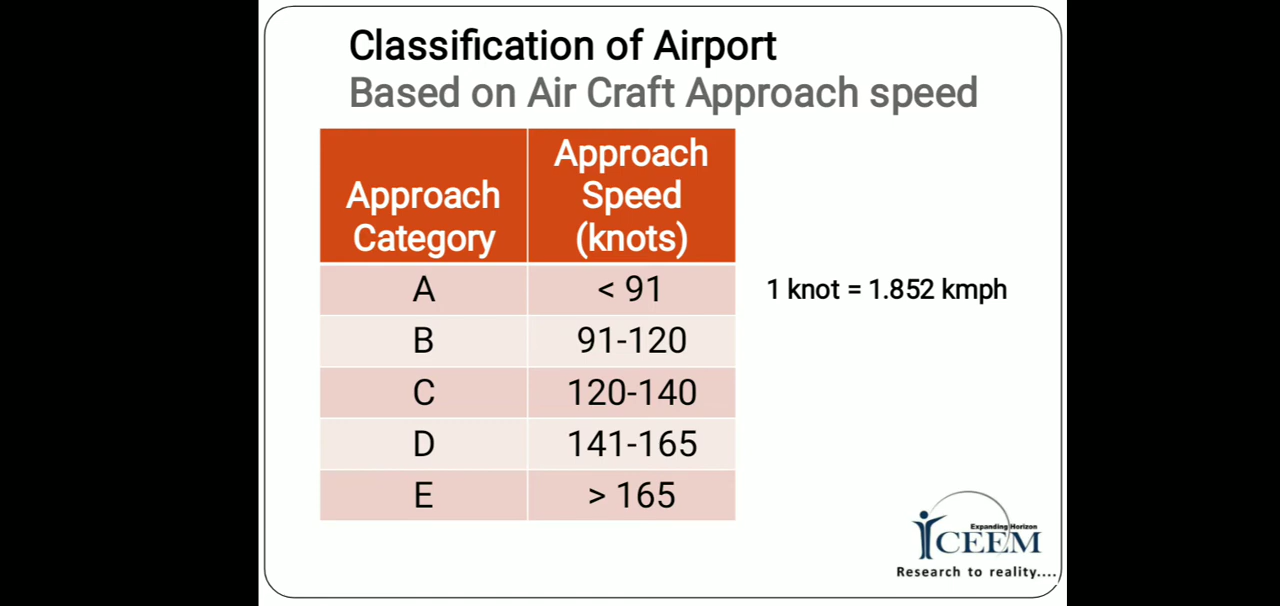 Classification of Airport
Based on Air Craft Approach speed
Approach Category
Approach Speed (knots)
A
< 91
B
91-120
C
120-140
D
141-165
E
> 165
1 knot = 1.852 kmph
Expanding Horizon
ICEEM
Research to reality....